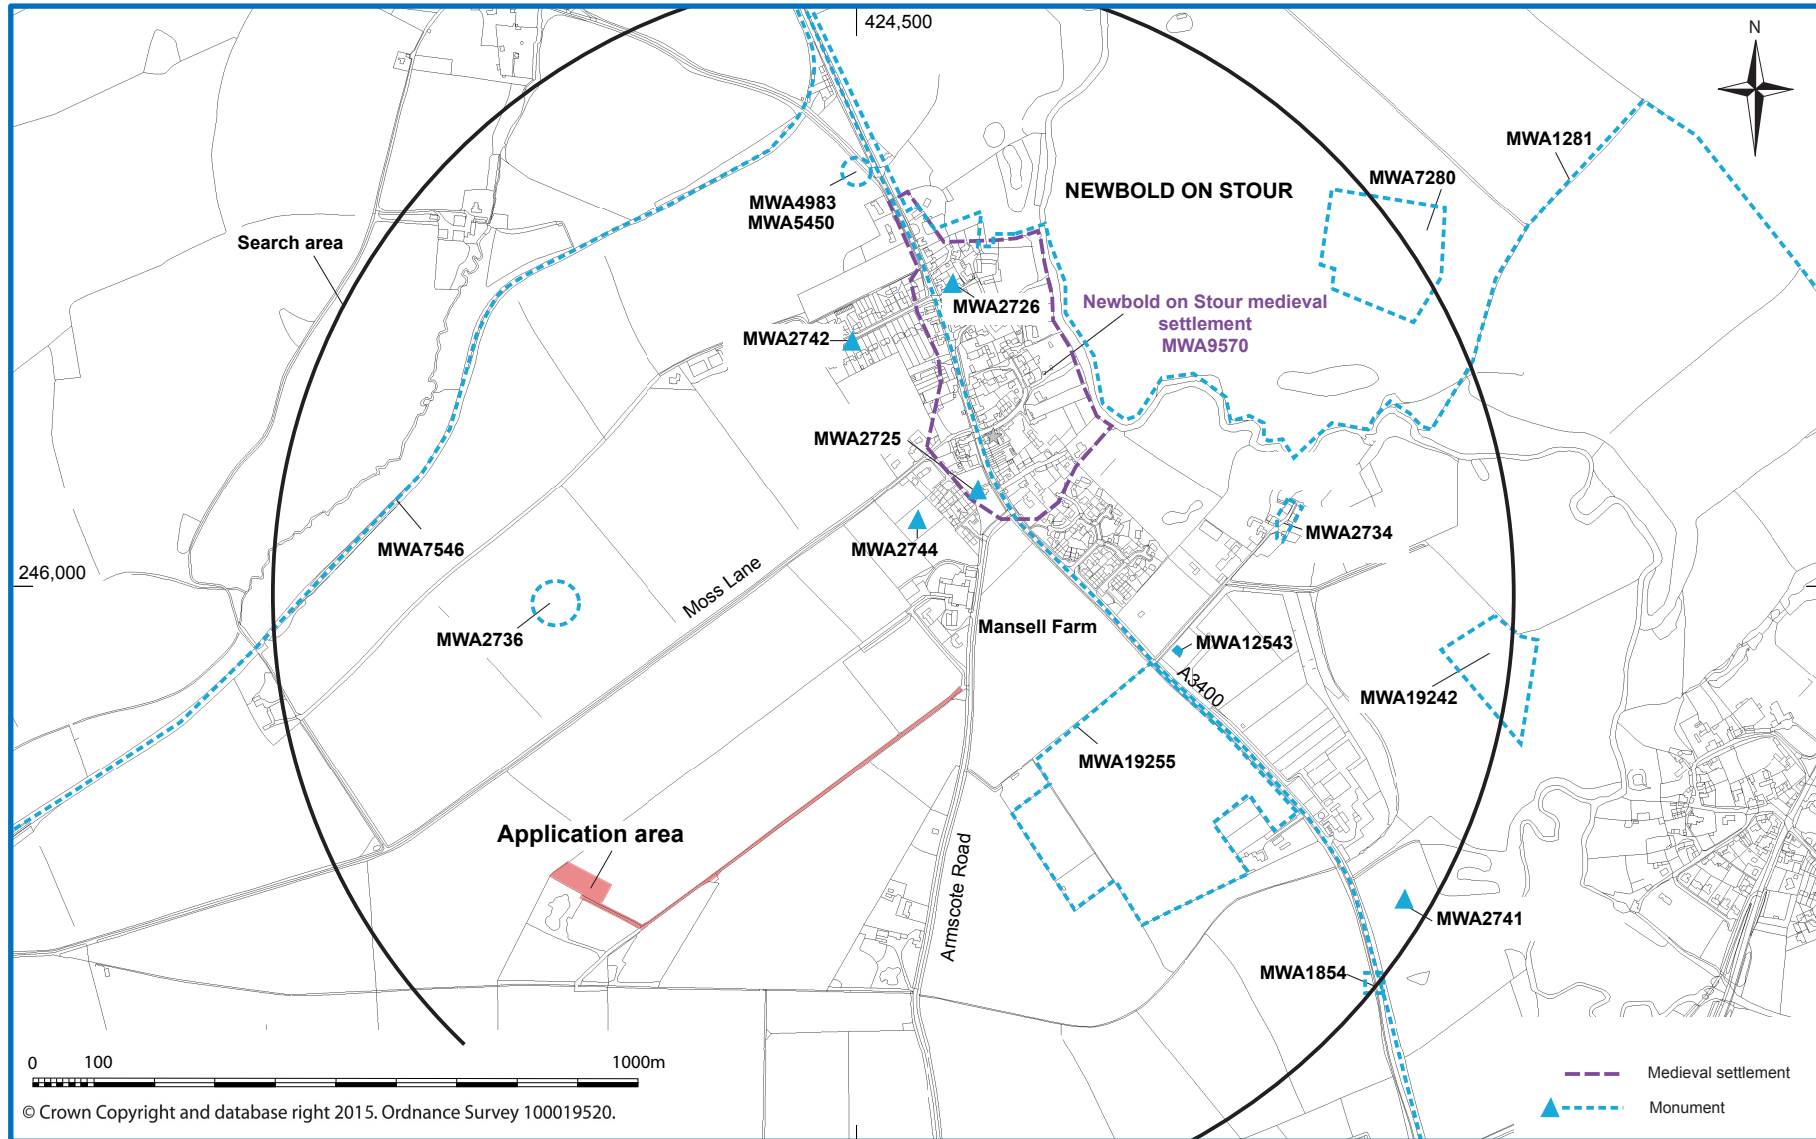 424,500
N
MWA1281
MWA7280
NEWBOLD ON STOUR
MWA4983
MWA5450
Search area
MWA2726
Newbold on Stour medieval
settlement
MWA9570
MWA2742
MWA2725
MWA7546
MWA2744
MWA2734
246,000
Moss Lane
MWA2736
Mansell Farm
MWA12543
A3400
MWA19242
MWA19255
Application area
Armscote Road
MWA2741
MWA1854
0 100 1000m
Medieval settlement
Monument
© Crown Copyright and database right 2015. Ordnance Survey 100019520.